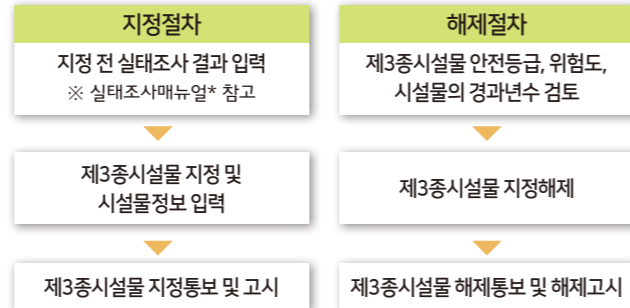 지정절차
지정 전 실태조사 결과 입력
※ 실태조사매뉴얼* 참고
제3종시설물 지정 및
시설물정보 입력
제3종시설물 지정통보 및 고시
해제절차
제3종시설물 안전등급, 위험도,
시설물의 경과년수 검토
제3종시설물 지정해제
제3종시설물 해제통보 및 해제고시